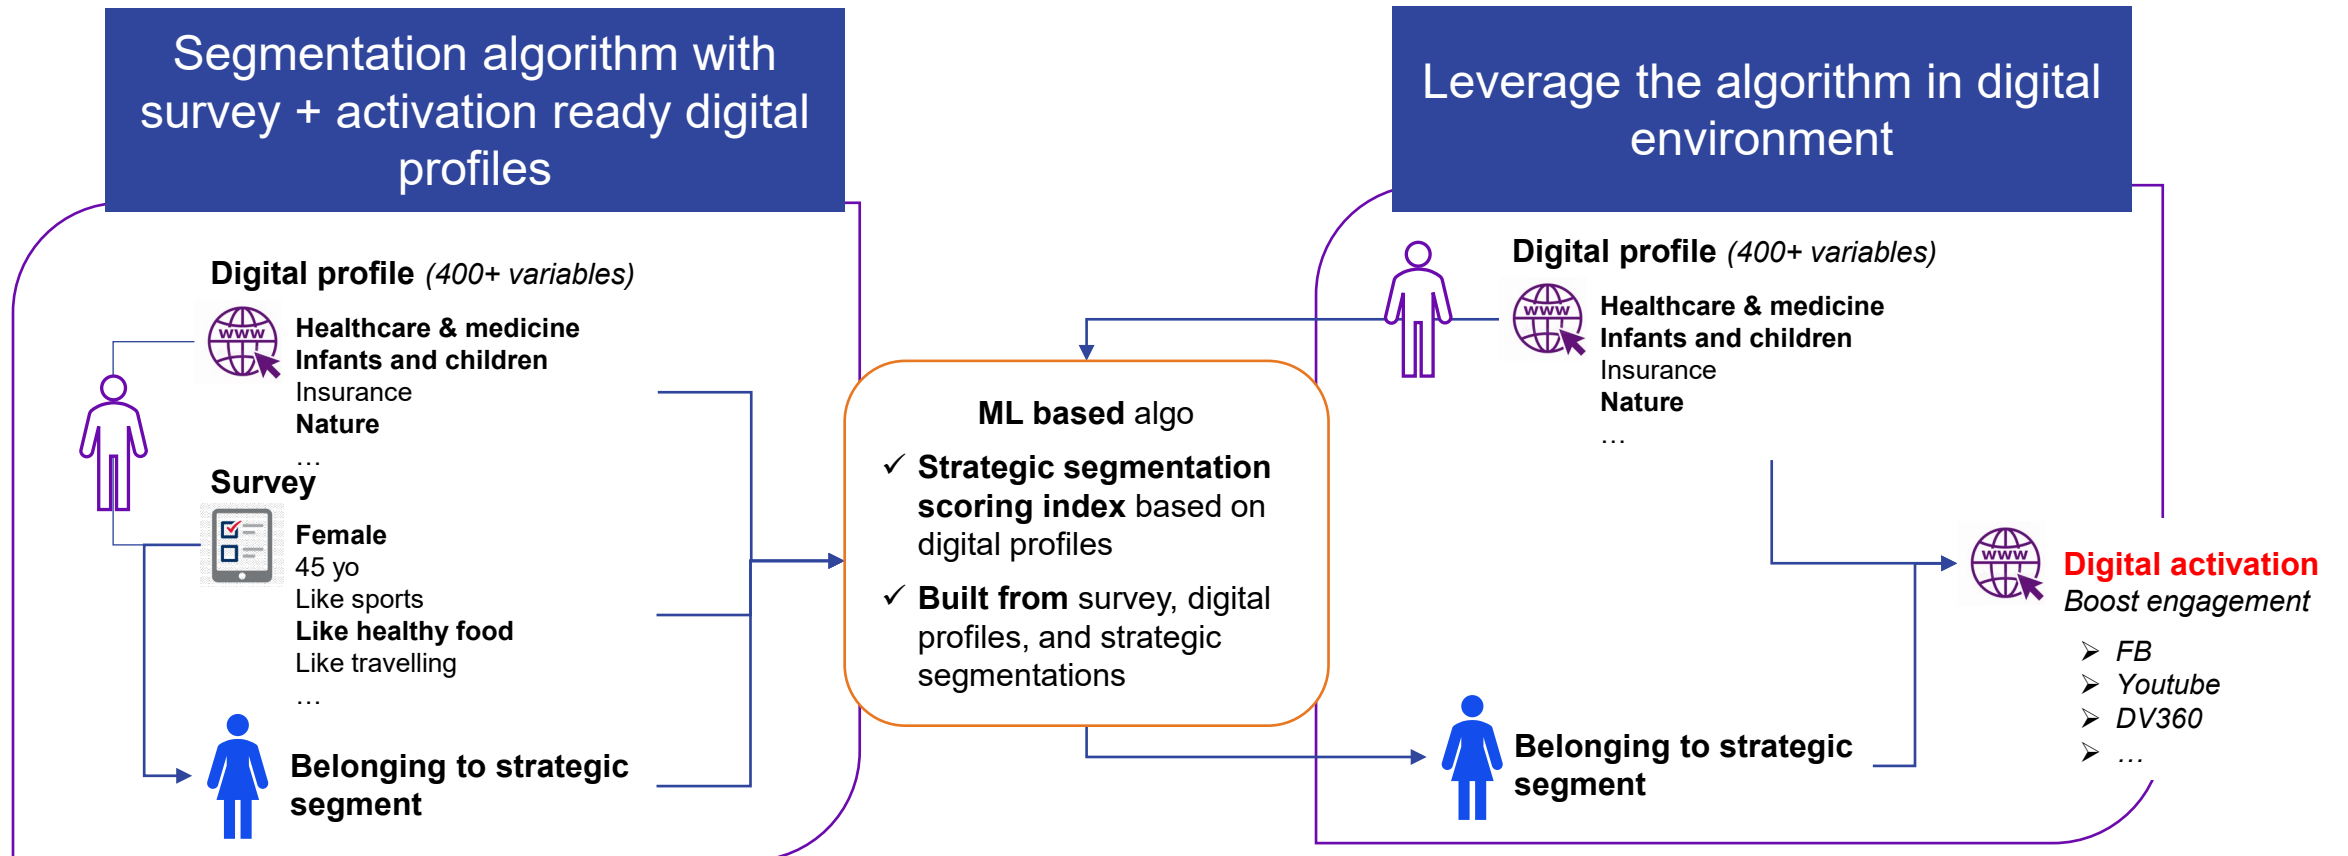 Segmentation algorithm with
survey + activation ready digital
profiles
Digital profile (400+ variables)
www
Healthcare & medicine
Infants and children
Insurance
Nature
…
Survey
Female
45 yo
Like sports
Like healthy food
Like travelling
…
Belonging to strategic
segment
ML based algo
✓ Strategic segmentation
scoring index based on
digital profiles
✓ Built from survey, digital
profiles, and strategic
segmentations
Leverage the algorithm in digital
environment
Digital profile (400+ variables)
www
Healthcare & medicine
Infants and children
Insurance
Nature
…
Belonging to strategic
segment
www
Digital activation
Boost engagement
➢ FB
➢ Youtube
➢ DV360
➢ …